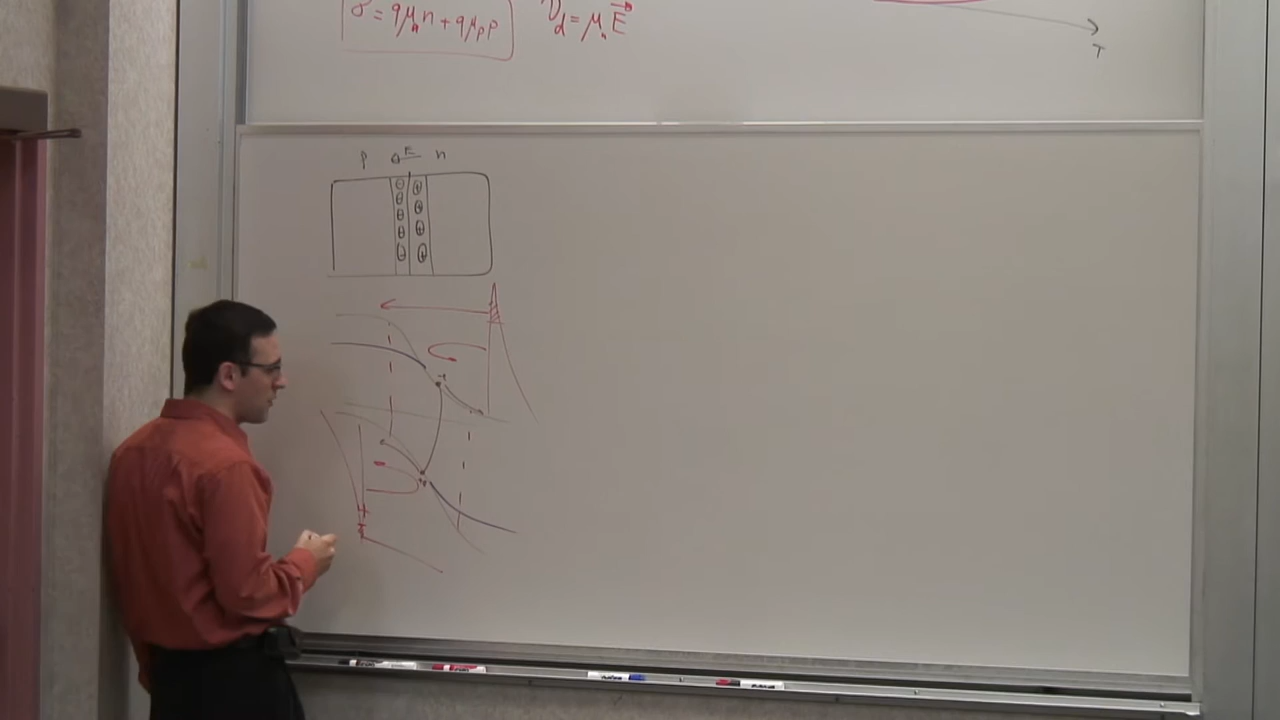 σ = qμₙn + qμₚp
V_d = μₙE⃗
T
p E n